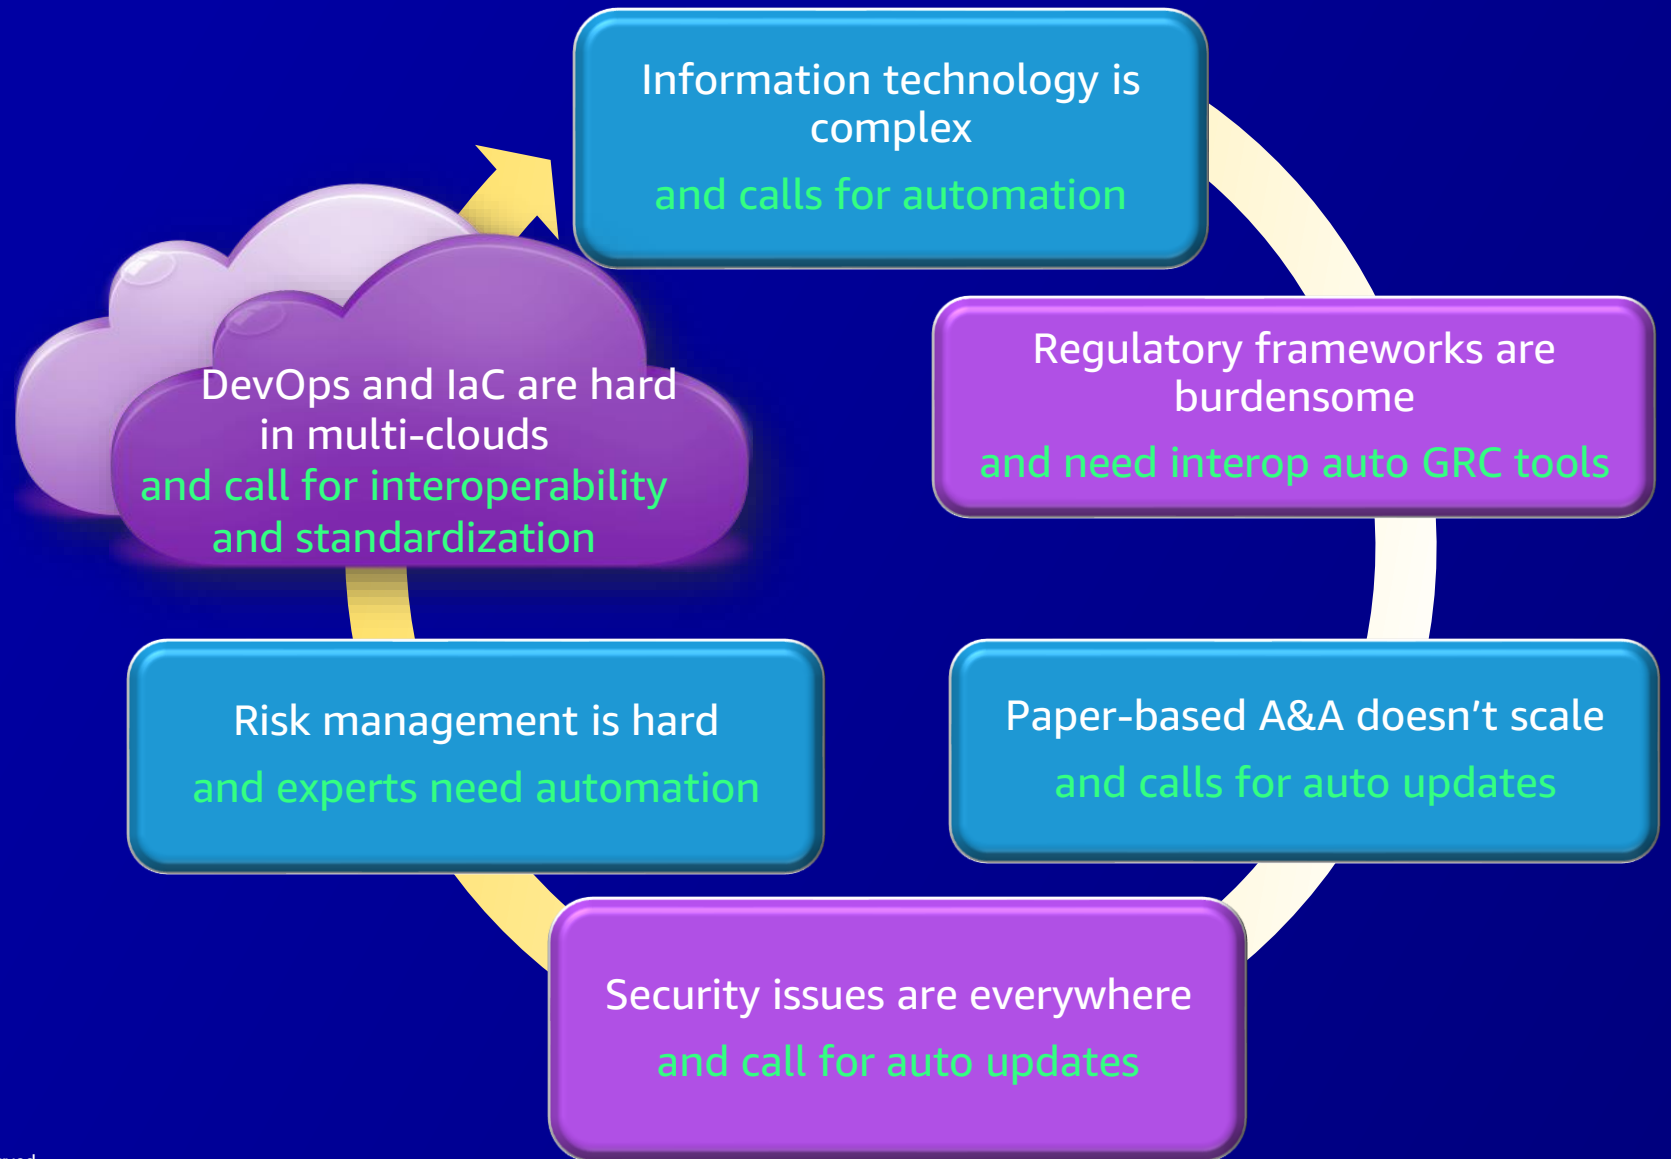 Information technology is
complex
and calls for automation
Regulatory frameworks are
burdensome
and need interop auto GRC tools
Paper-based A&A doesn’t scale
and calls for auto updates
Security issues are everywhere
and call for auto updates
Risk management is hard
and experts need automation
DevOps and IaC are hard
in multi-clouds
and call for interoperability
and standardization